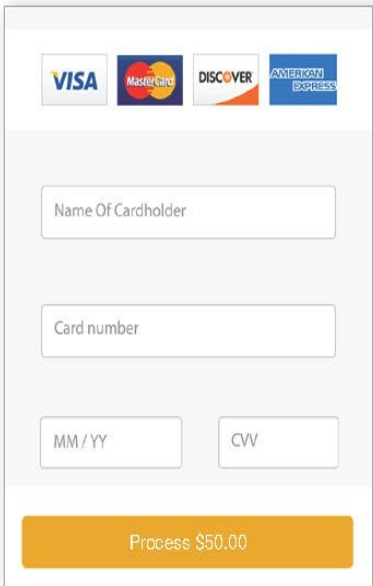 VISA MasterCard DISCOVER AMERICAN EXPRESS
Name Of Cardholder
Card number
MM / YY CVV
Process $50.00